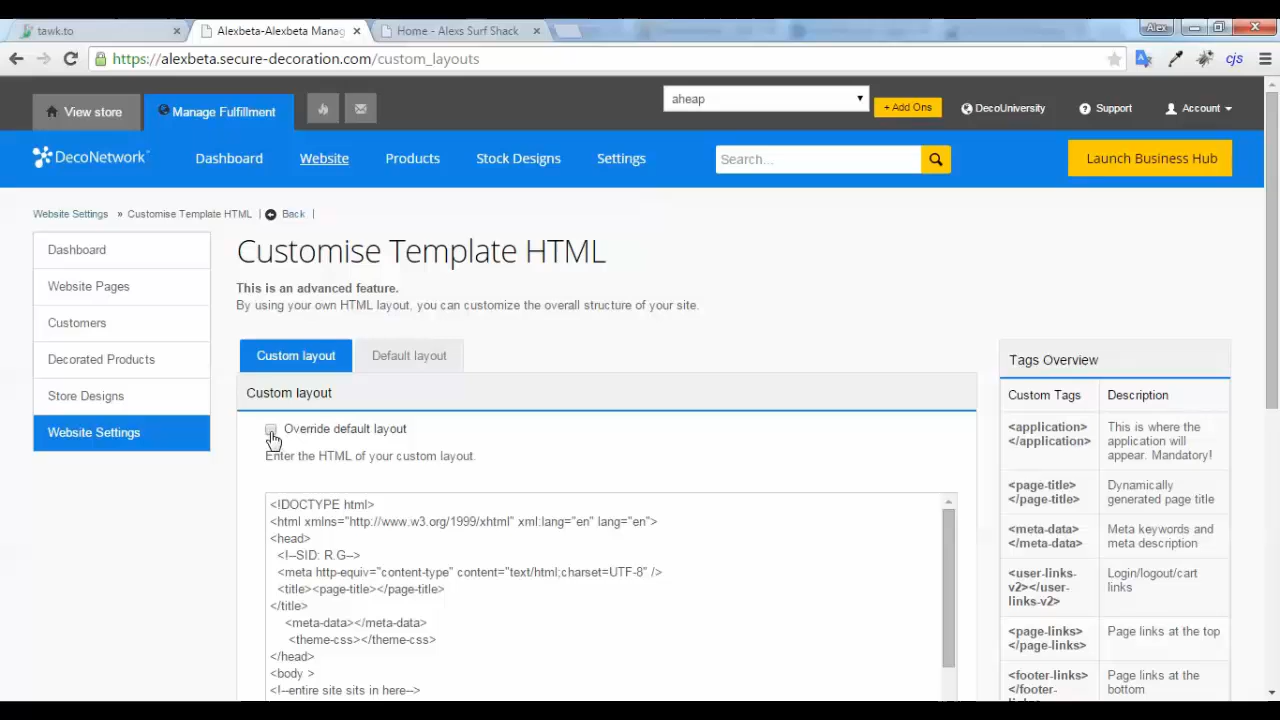 tawk.to
Alexbeta-Alexbeta Manag
Home - Alexs Surf Shack
Alex
https://alexbeta.secure-decoration.com/custom_layouts
cjs
View store
Manage Fulfillment
aheap
+ Add Ons
DecoUniversity
Support
Account
DecoNetwork
Dashboard
Website
Products
Stock Designs
Settings
Search...
Launch Business Hub
Website Settings » Customise Template HTML | Back |
Dashboard
Website Pages
Customers
Decorated Products
Store Designs
Website Settings
Customise Template HTML
This is an advanced feature.
By using your own HTML layout, you can customize the overall structure of your site.
Custom layout
Default layout
Custom layout
Override default layout
Enter the HTML of your custom layout.
<!DOCTYPE html>
<html xmlns="http://www.w3.org/1999/xhtml" xml:lang="en" lang="en">
<head>
<!--SID: R.G-->
<meta http-equiv="content-type" content="text/html;charset=UTF-8" />
<title><page-title></page-title>
</title>
<meta-data></meta-data>
<theme-css></theme-css>
</head>
<body >
<!--entire site sits in here-->
Tags Overview
Custom Tags Description
<application> This is where the
</application> application will
appear. Mandatory!
<page-title> Dynamically
</page-title> generated page title
<meta-data> Meta keywords and
</meta-data> meta description
<user-links- Login/logout/cart
v2></user- links
links-v2>
<page-links> Page links at the top
</page-links>
<footer-links> Page links at the
</footer- bottom